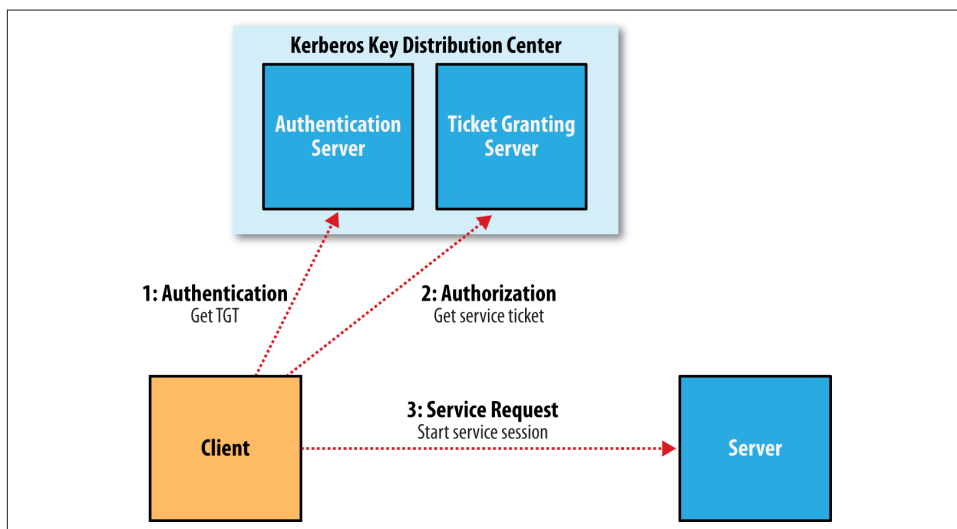 Kerberos Key Distribution Center
Authentication
Server
Ticket Granting
Server
1: Authentication
Get TGT
2: Authorization
Get service ticket
3: Service Request
Start service session
Client
Server